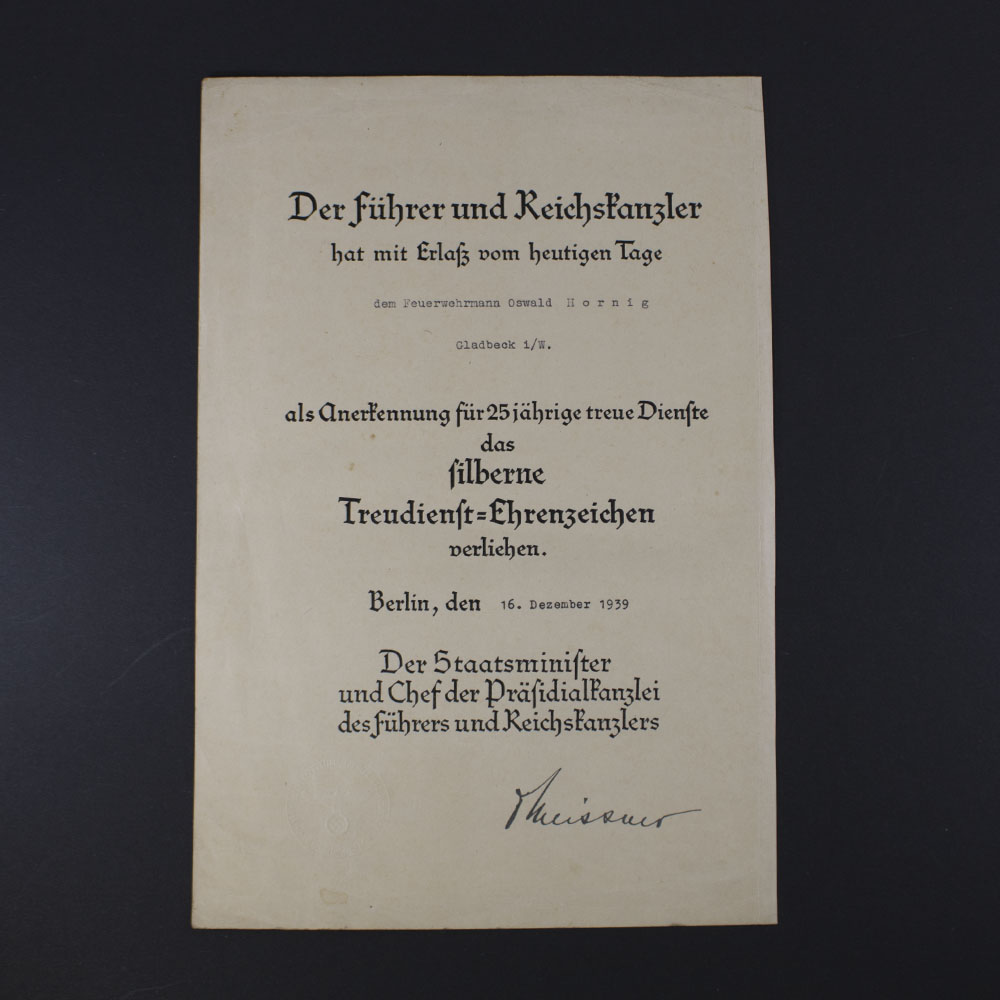 Der Führer und Reichskanzler
hat mit Erlaß vom heutigen Tage
dem Feuerwehrmann Oswald H o r n i g
Gladbeck i/W.
als Anerkennung für 25 jährige treue Dienste
das
silberne
Treudienst=Ehrenzeichen
verliehen.
Berlin, den 16. Dezember 1939
Der Staatsminister
und Chef der Präsidialkanzlei
des Führers und Reichskanzlers
Meissner